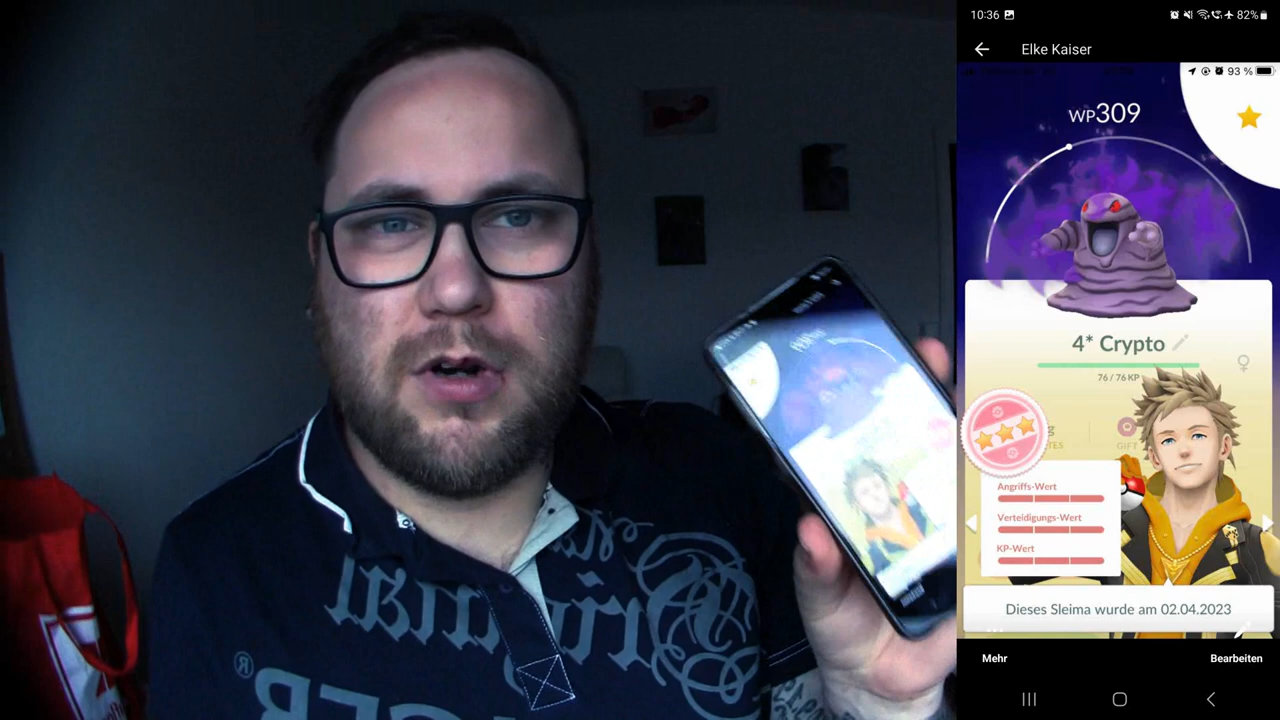 10:36
82%
Elke Kaiser
93 %
WP309
4* Crypto
76 / 76 KP
GIFT
Angriffs-Wert
Verteidigungs-Wert
KP-Wert
Dieses Sleima wurde am 02.04.2023
Mehr
Bearbeiten